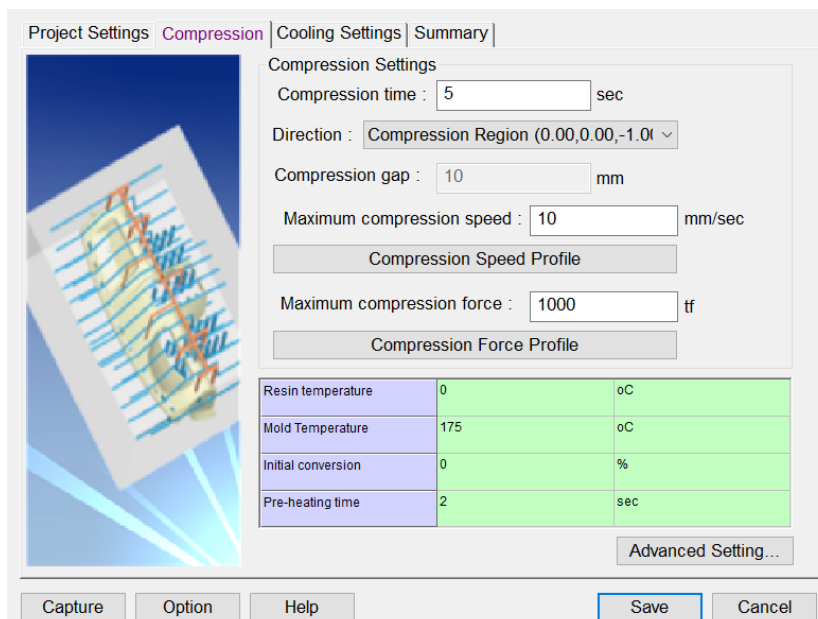 Project Settings Compression Cooling Settings Summary
Compression Settings
Compression time : 5 sec
Direction : Compression Region (0.00,0.00,-1.0(
Compression gap : 10 mm
Maximum compression speed : 10 mm/sec
Compression Speed Profile
Maximum compression force : 1000 tf
Compression Force Profile
Resin temperature 0 oC
Mold Temperature 175 oC
Initial conversion 0 %
Pre-heating time 2 sec
Advanced Setting...
Capture Option Help Save Cancel